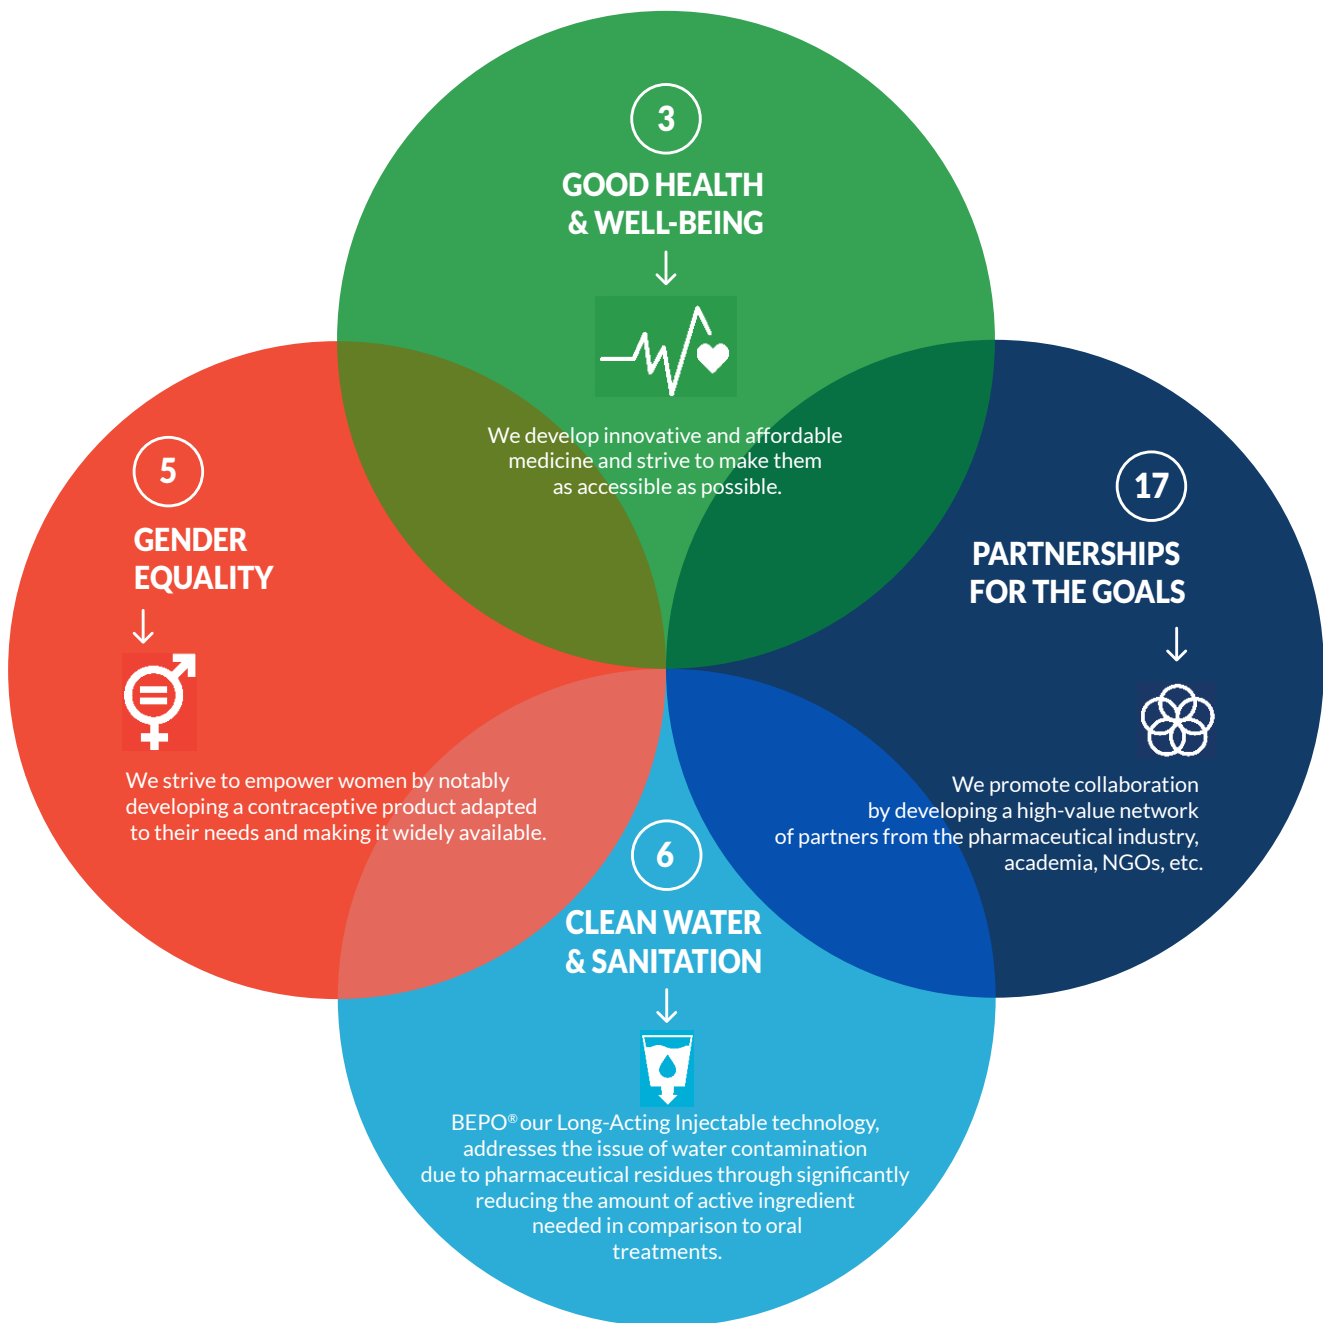 3
GOOD HEALTH
& WELL-BEING
We develop innovative and affordable
medicine and strive to make them
as accessible as possible.
5
GENDER
EQUALITY
We strive to empower women by notably
developing a contraceptive product adapted
to their needs and making it widely available.
17
PARTNERSHIPS
FOR THE GOALS
We promote collaboration
by developing a high-value network
of partners from the pharmaceutical industry,
academia, NGOs, etc.
6
CLEAN WATER
& SANITATION
BEPO® our Long-Acting Injectable technology,
addresses the issue of water contamination
due to pharmaceutical residues through significantly
reducing the amount of active ingredient
needed in comparison to oral
treatments.